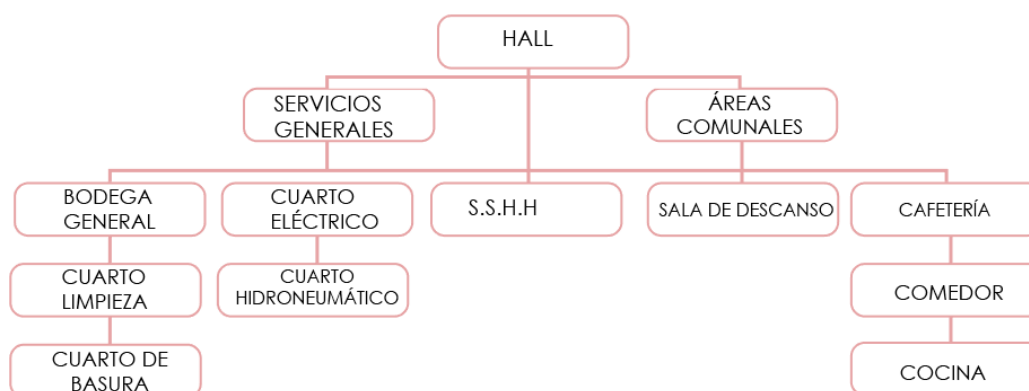 HALL
SERVICIOS
GENERALES
ÁREAS
COMUNALES
BODEGA
GENERAL
CUARTO
ELÉCTRICO
S.S.H.H
SALA DE DESCANSO
CAFETERÍA
CUARTO
LIMPIEZA
CUARTO
HIDRONEUMÁTICO
COMEDOR
CUARTO DE
BASURA
COCINA